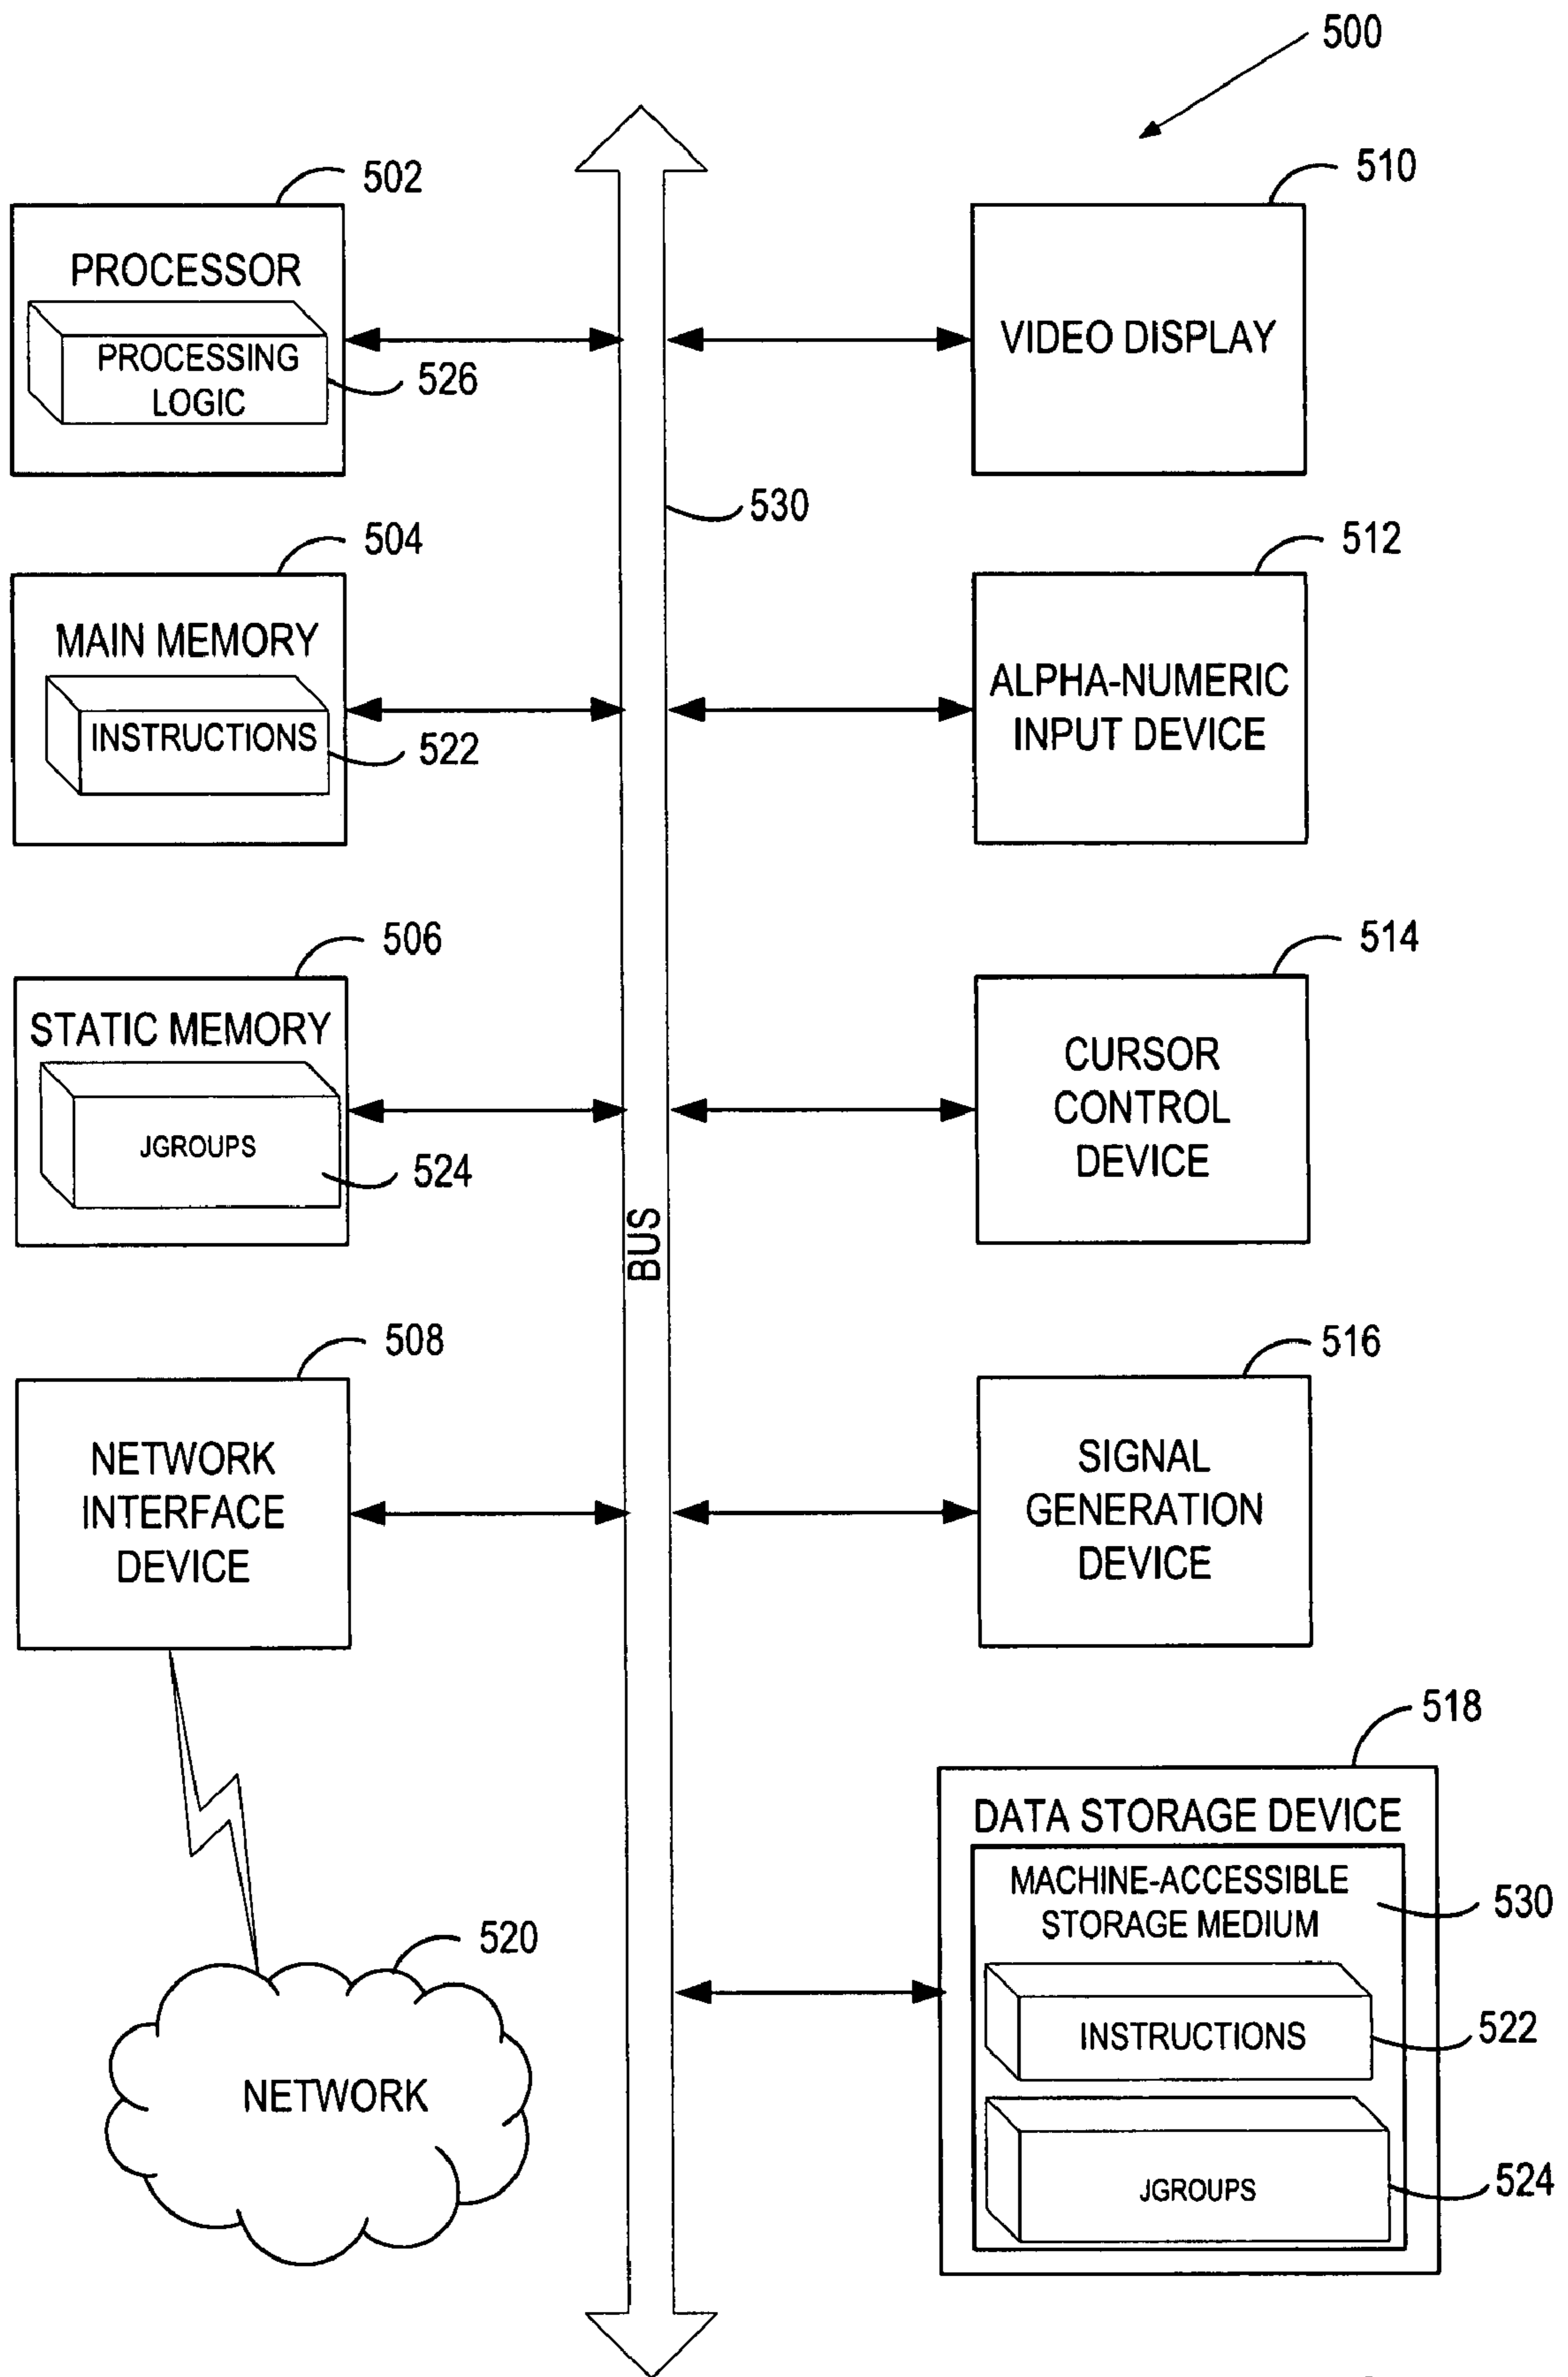 500
502
PROCESSOR
PROCESSING
LOGIC
526
510
VIDEO DISPLAY
530
504
MAIN MEMORY
INSTRUCTIONS
522
512
ALPHA-NUMERIC
INPUT DEVICE
506
STATIC MEMORY
JGROUPS
524
514
CURSOR
CONTROL
DEVICE
BUS
508
NETWORK
INTERFACE
DEVICE
516
SIGNAL
GENERATION
DEVICE
518
DATA STORAGE DEVICE
MACHINE-ACCESSIBLE
STORAGE MEDIUM
530
INSTRUCTIONS
522
JGROUPS
524
520
NETWORK